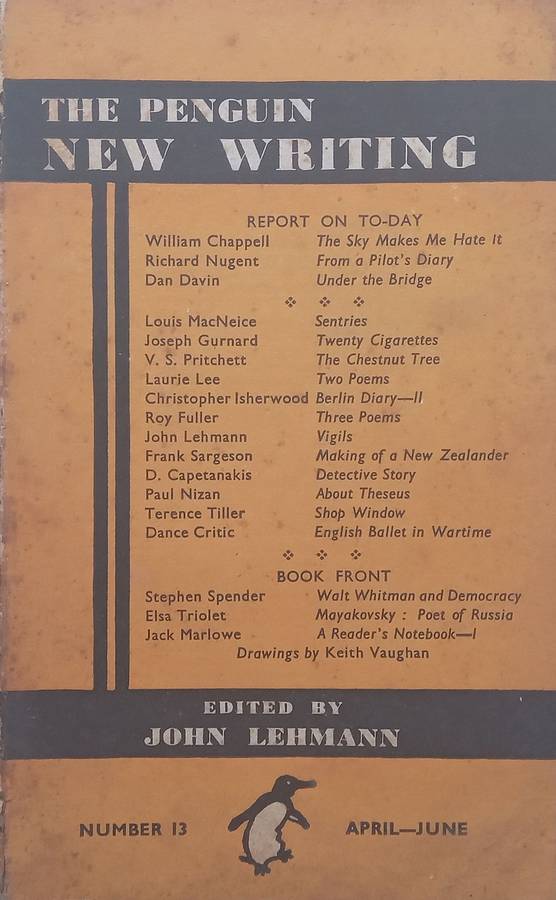 THE PENGUIN
NEW WRITING
REPORT ON TO-DAY
William Chappell The Sky Makes Me Hate It
Richard Nugent From a Pilot's Diary
Dan Davin Under the Bridge
Louis MacNeice Sentries
Joseph Gurnard Twenty Cigarettes
V. S. Pritchett The Chestnut Tree
Laurie Lee Two Poems
Christopher Isherwood Berlin Diary—II
Roy Fuller Three Poems
John Lehmann Vigils
Frank Sargeson Making of a New Zealander
D. Capetanakis Detective Story
Paul Nizan About Theseus
Terence Tiller Shop Window
Dance Critic English Ballet in Wartime
BOOK FRONT
Stephen Spender Walt Whitman and Democracy
Elsa Triolet Mayakovsky : Poet of Russia
Jack Marlowe A Reader's Notebook—I
Drawings by Keith Vaughan
EDITED BY
JOHN LEHMANN
NUMBER 13 APRIL—JUNE